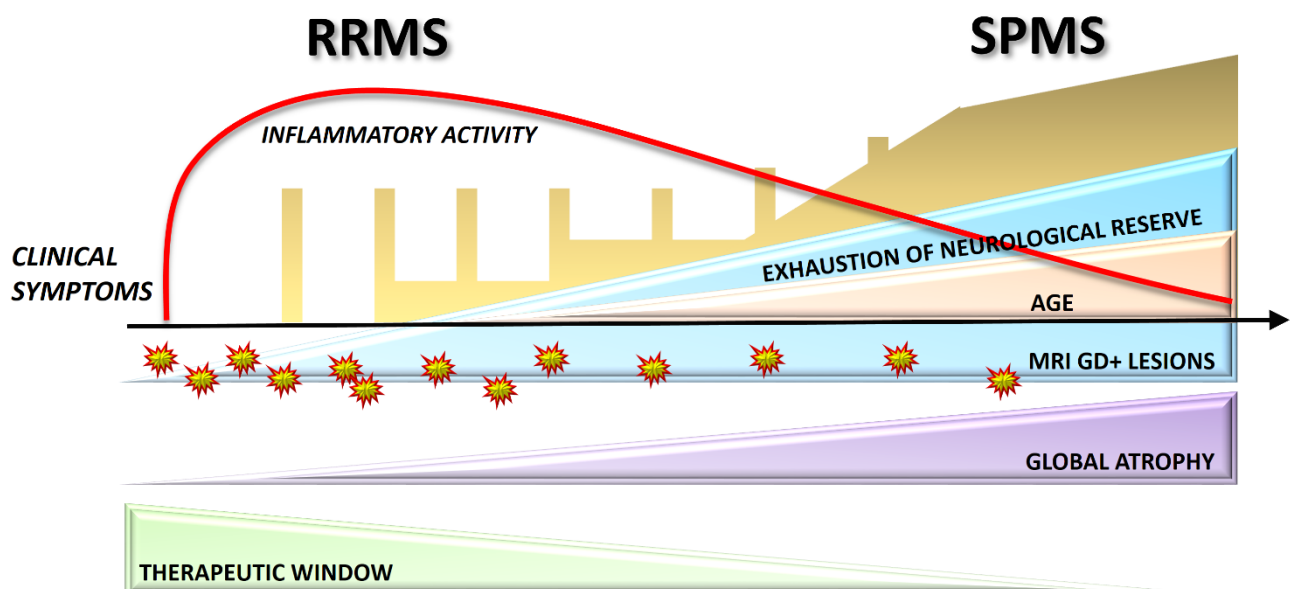 RRMS
SPMS
INFLAMMATORY ACTIVITY
CLINICAL
SYMPTOMS
EXHAUSTION OF NEUROLOGICAL RESERVE
AGE
MRI GD+ LESIONS
GLOBAL ATROPHY
THERAPEUTIC WINDOW